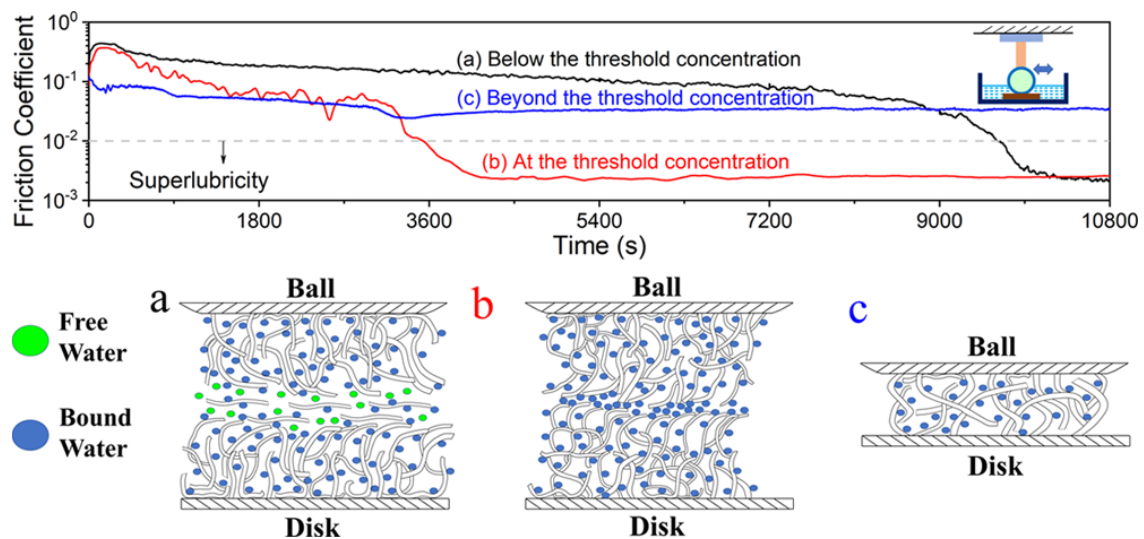 Friction Coefficient
10⁰
10⁻¹
10⁻²
10⁻³
(a) Below the threshold concentration
(c) Beyond the threshold concentration
(b) At the threshold concentration
Superlubricity
0 1800 3600 5400 7200 9000 10800
Time (s)
Free
Water
Bound
Water
a
Ball
Disk
b
Ball
Disk
c
Ball
Disk